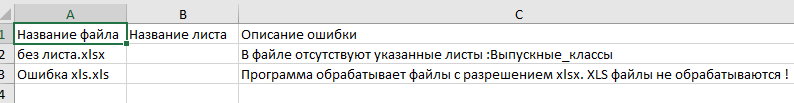 A B C
1 Название файла Название листа Описание ошибки
2 без листа.xlsx В файле отсутствуют указанные листы :Выпускные_классы
3 Ошибка xls.xls Программа обрабатывает файлы с разрешением xlsx. XLS файлы не обрабатываются !
4